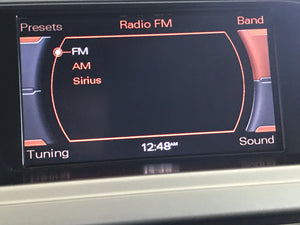 Presets Radio FM Band
FM
AM
Sirius
Tuning 12:48AM Sound